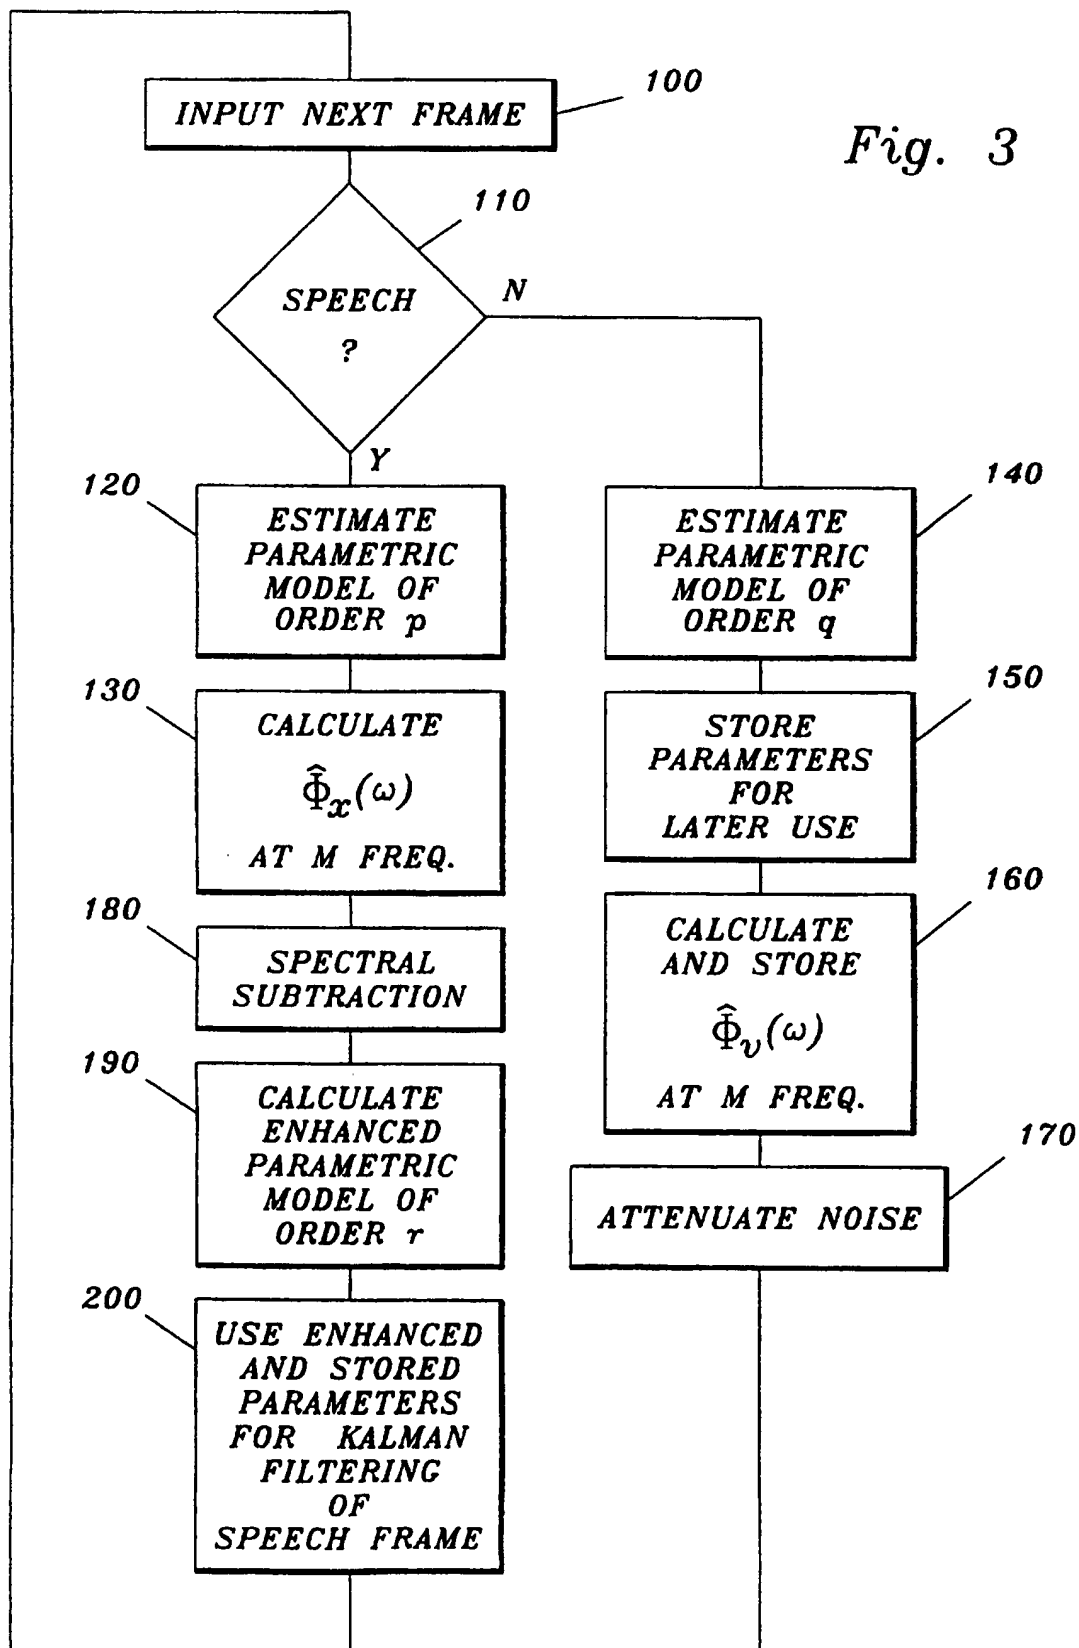 100
INPUT NEXT FRAME
Fig. 3
110
SPEECH
?
N
Y
120
ESTIMATE
PARAMETRIC
MODEL OF
ORDER p
130
CALCULATE
Φ̂x(ω)
AT M FREQ.
180
SPECTRAL
SUBTRACTION
190
CALCULATE
ENHANCED
PARAMETRIC
MODEL OF
ORDER r
200
USE ENHANCED
AND STORED
PARAMETERS
FOR KALMAN
FILTERING
OF
SPEECH FRAME
140
ESTIMATE
PARAMETRIC
MODEL OF
ORDER q
150
STORE
PARAMETERS
FOR
LATER USE
160
CALCULATE
AND STORE
Φ̂v(ω)
AT M FREQ.
170
ATTENUATE NOISE